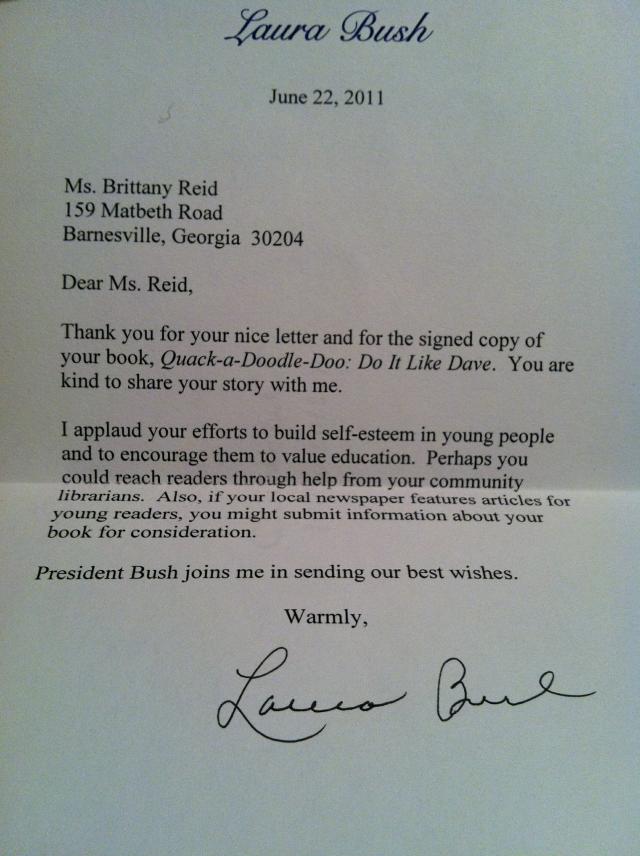 Laura Bush
June 22, 2011
Ms. Brittany Reid
159 Matbeth Road
Barnesville, Georgia 30204
Dear Ms. Reid,
Thank you for your nice letter and for the signed copy of
your book, Quack-a-Doodle-Doo: Do It Like Dave. You are
kind to share your story with me.
I applaud your efforts to build self-esteem in young people
and to encourage them to value education. Perhaps you
could reach readers through help from your community
librarians. Also, if your local newspaper features articles for
young readers, you might submit information about your
book for consideration.
President Bush joins me in sending our best wishes.
Warmly,
Laura Bush